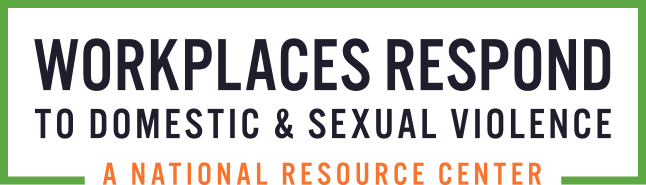 WORKPLACES RESPOND
TO DOMESTIC & SEXUAL VIOLENCE
A NATIONAL RESOURCE CENTER